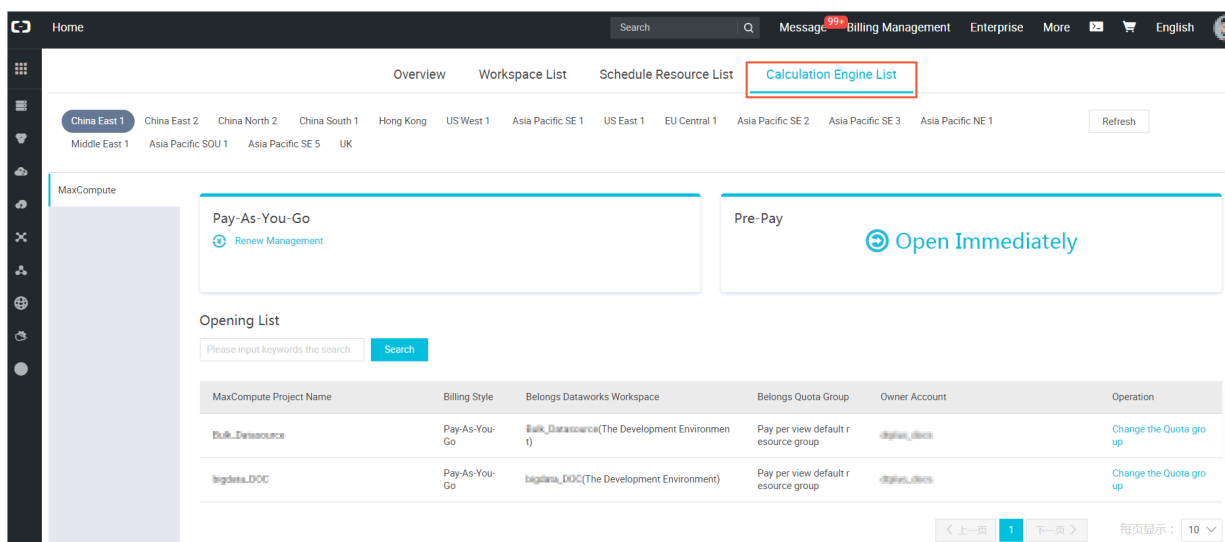 Home
Search
Message 99+ Billing Management Enterprise More English
Overview Workspace List Schedule Resource List Calculation Engine List
China East 1 China East 2 China North 2 China South 1 Hong Kong US West 1 Asia Pacific SE 1 US East 1 EU Central 1 Asia Pacific SE 2 Asia Pacific SE 3 Asia Pacific NE 1 Refresh
Middle East 1 Asia Pacific SOU 1 Asia Pacific SE 5 UK
MaxCompute
Pay-As-You-Go
Renew Management
Pre-Pay
Open Immediately
Opening List
Please input keywords the search Search
MaxCompute Project Name Billing Style Belongs Dataworks Workspace Belongs Quota Group Owner Account Operation
Pay-As-You- (The Development Environmen Pay per view default r Change the Quota gro
Go t) esource group up
Pay-As-You- (The Development Environment) Pay per view default r Change the Quota gro
Go esource group up
上一页 1 下一页 每页显示： 10